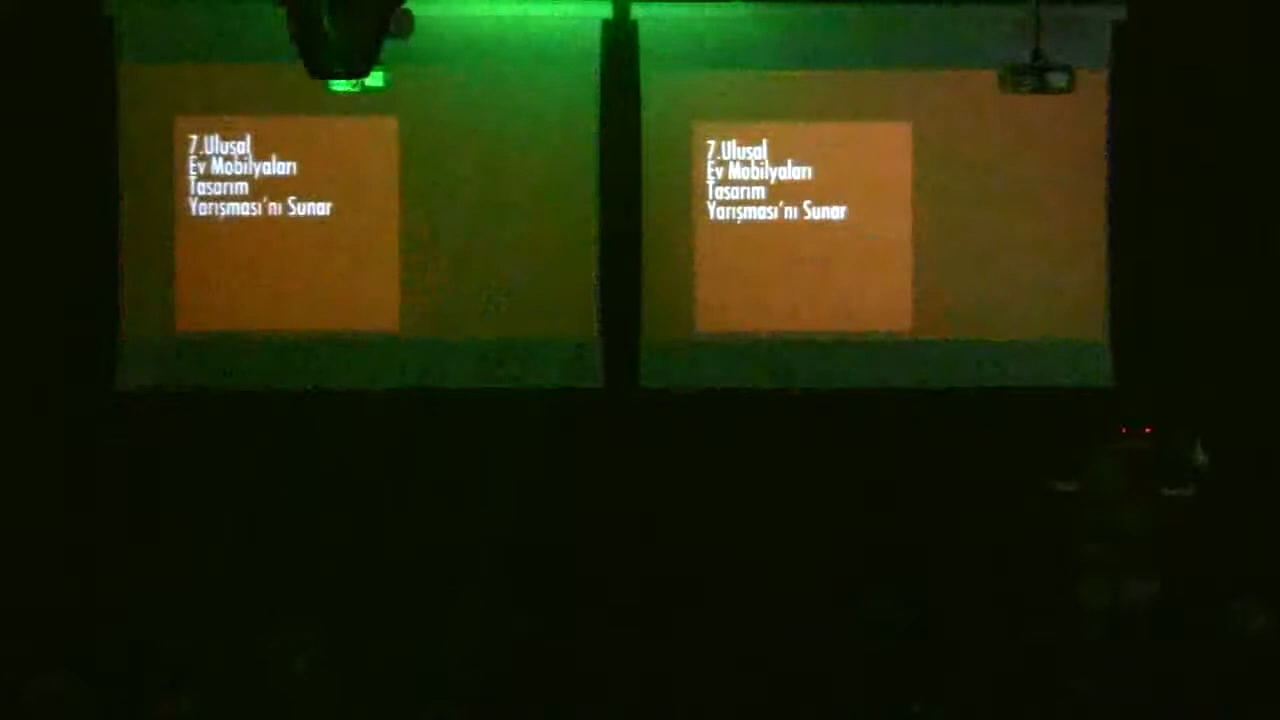 7.Ulusal
Ev Mobilyaları
Tasarım
Yarışması'nı Sunar
7.Ulusal
Ev Mobilyaları
Tasarım
Yarışması'nı Sunar